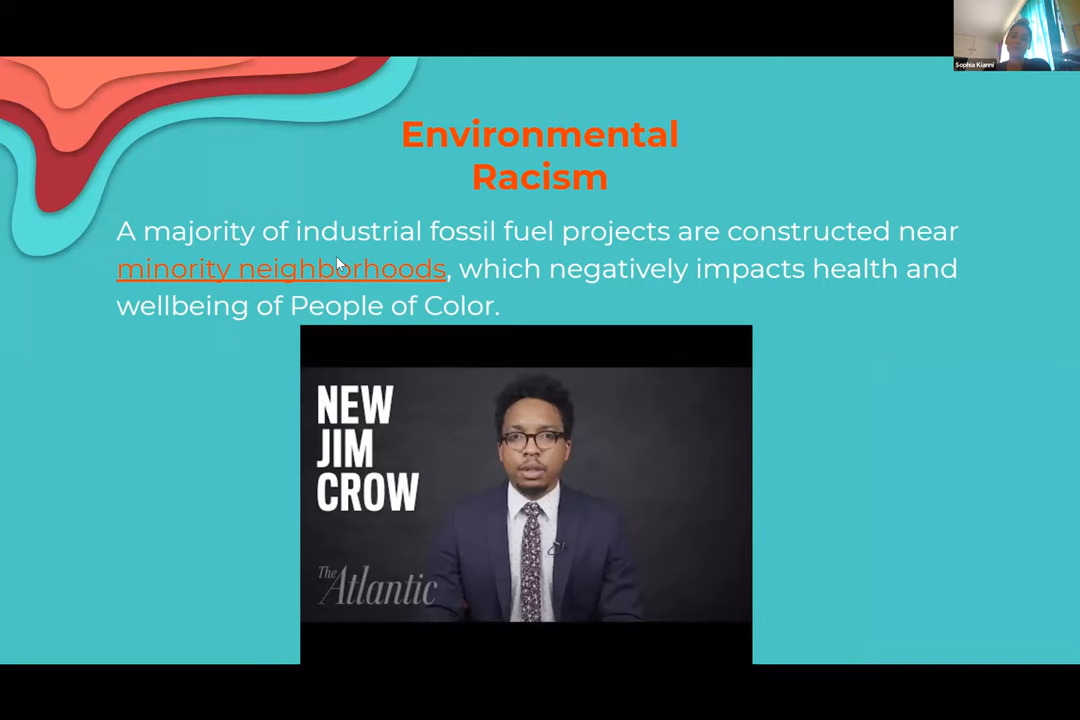 Sophia Kianni
Environmental
Racism
A majority of industrial fossil fuel projects are constructed near
minority neighborhoods, which negatively impacts health and
wellbeing of People of Color.
NEW
JIM
CROW
The Atlantic